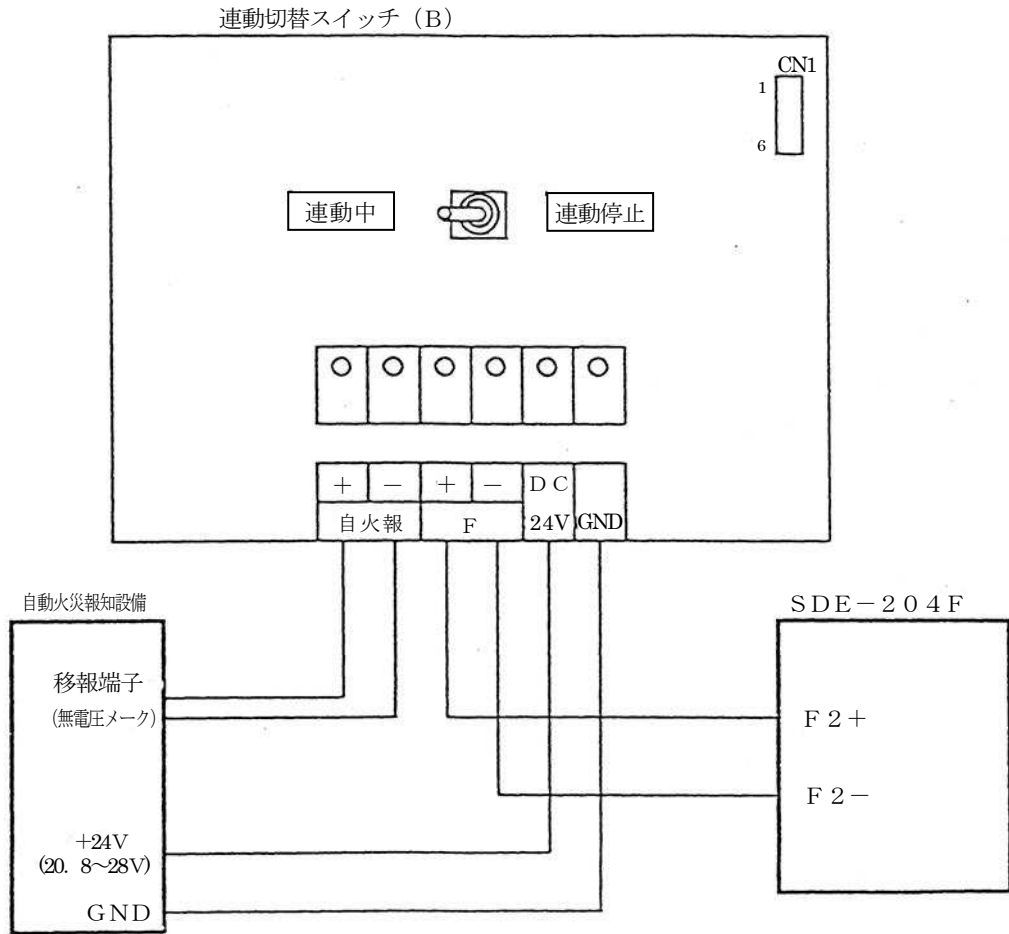 連動切替スイッチ（B）
CN1
1
6
連動中
連動停止
＋ － ＋ － DC
自火報 F 24V GND
自動火災報知設備
SDE－204F
移報端子
(無電圧メーク)
F2＋
F2－
+24V
(20. 8～28V)
GND